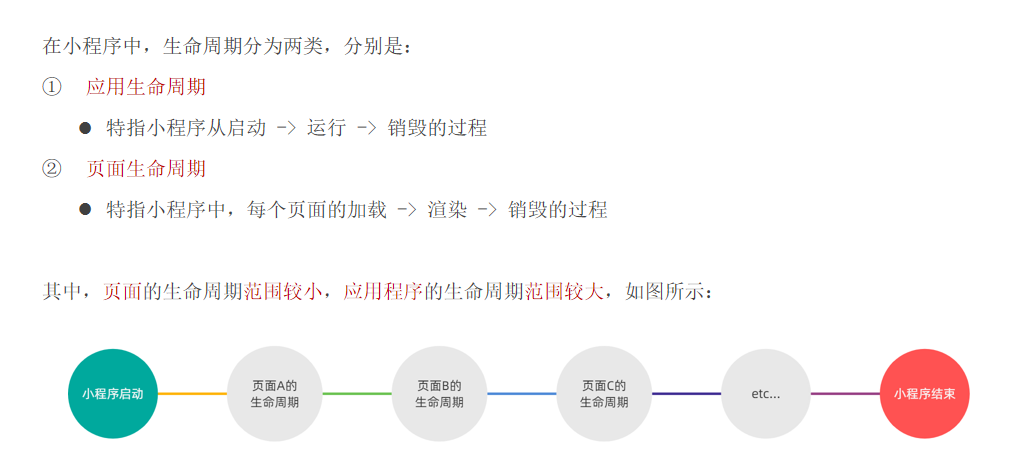 在小程序中，生命周期分为两类，分别是：
① 应用生命周期
● 特指小程序从启动 -> 运行 -> 销毁的过程
② 页面生命周期
● 特指小程序中，每个页面的加载 -> 渲染 -> 销毁的过程
其中，页面的生命周期范围较小，应用程序的生命周期范围较大，如图所示：
小程序启动
页面A的
生命周期
页面B的
生命周期
页面C的
生命周期
etc...
小程序结束